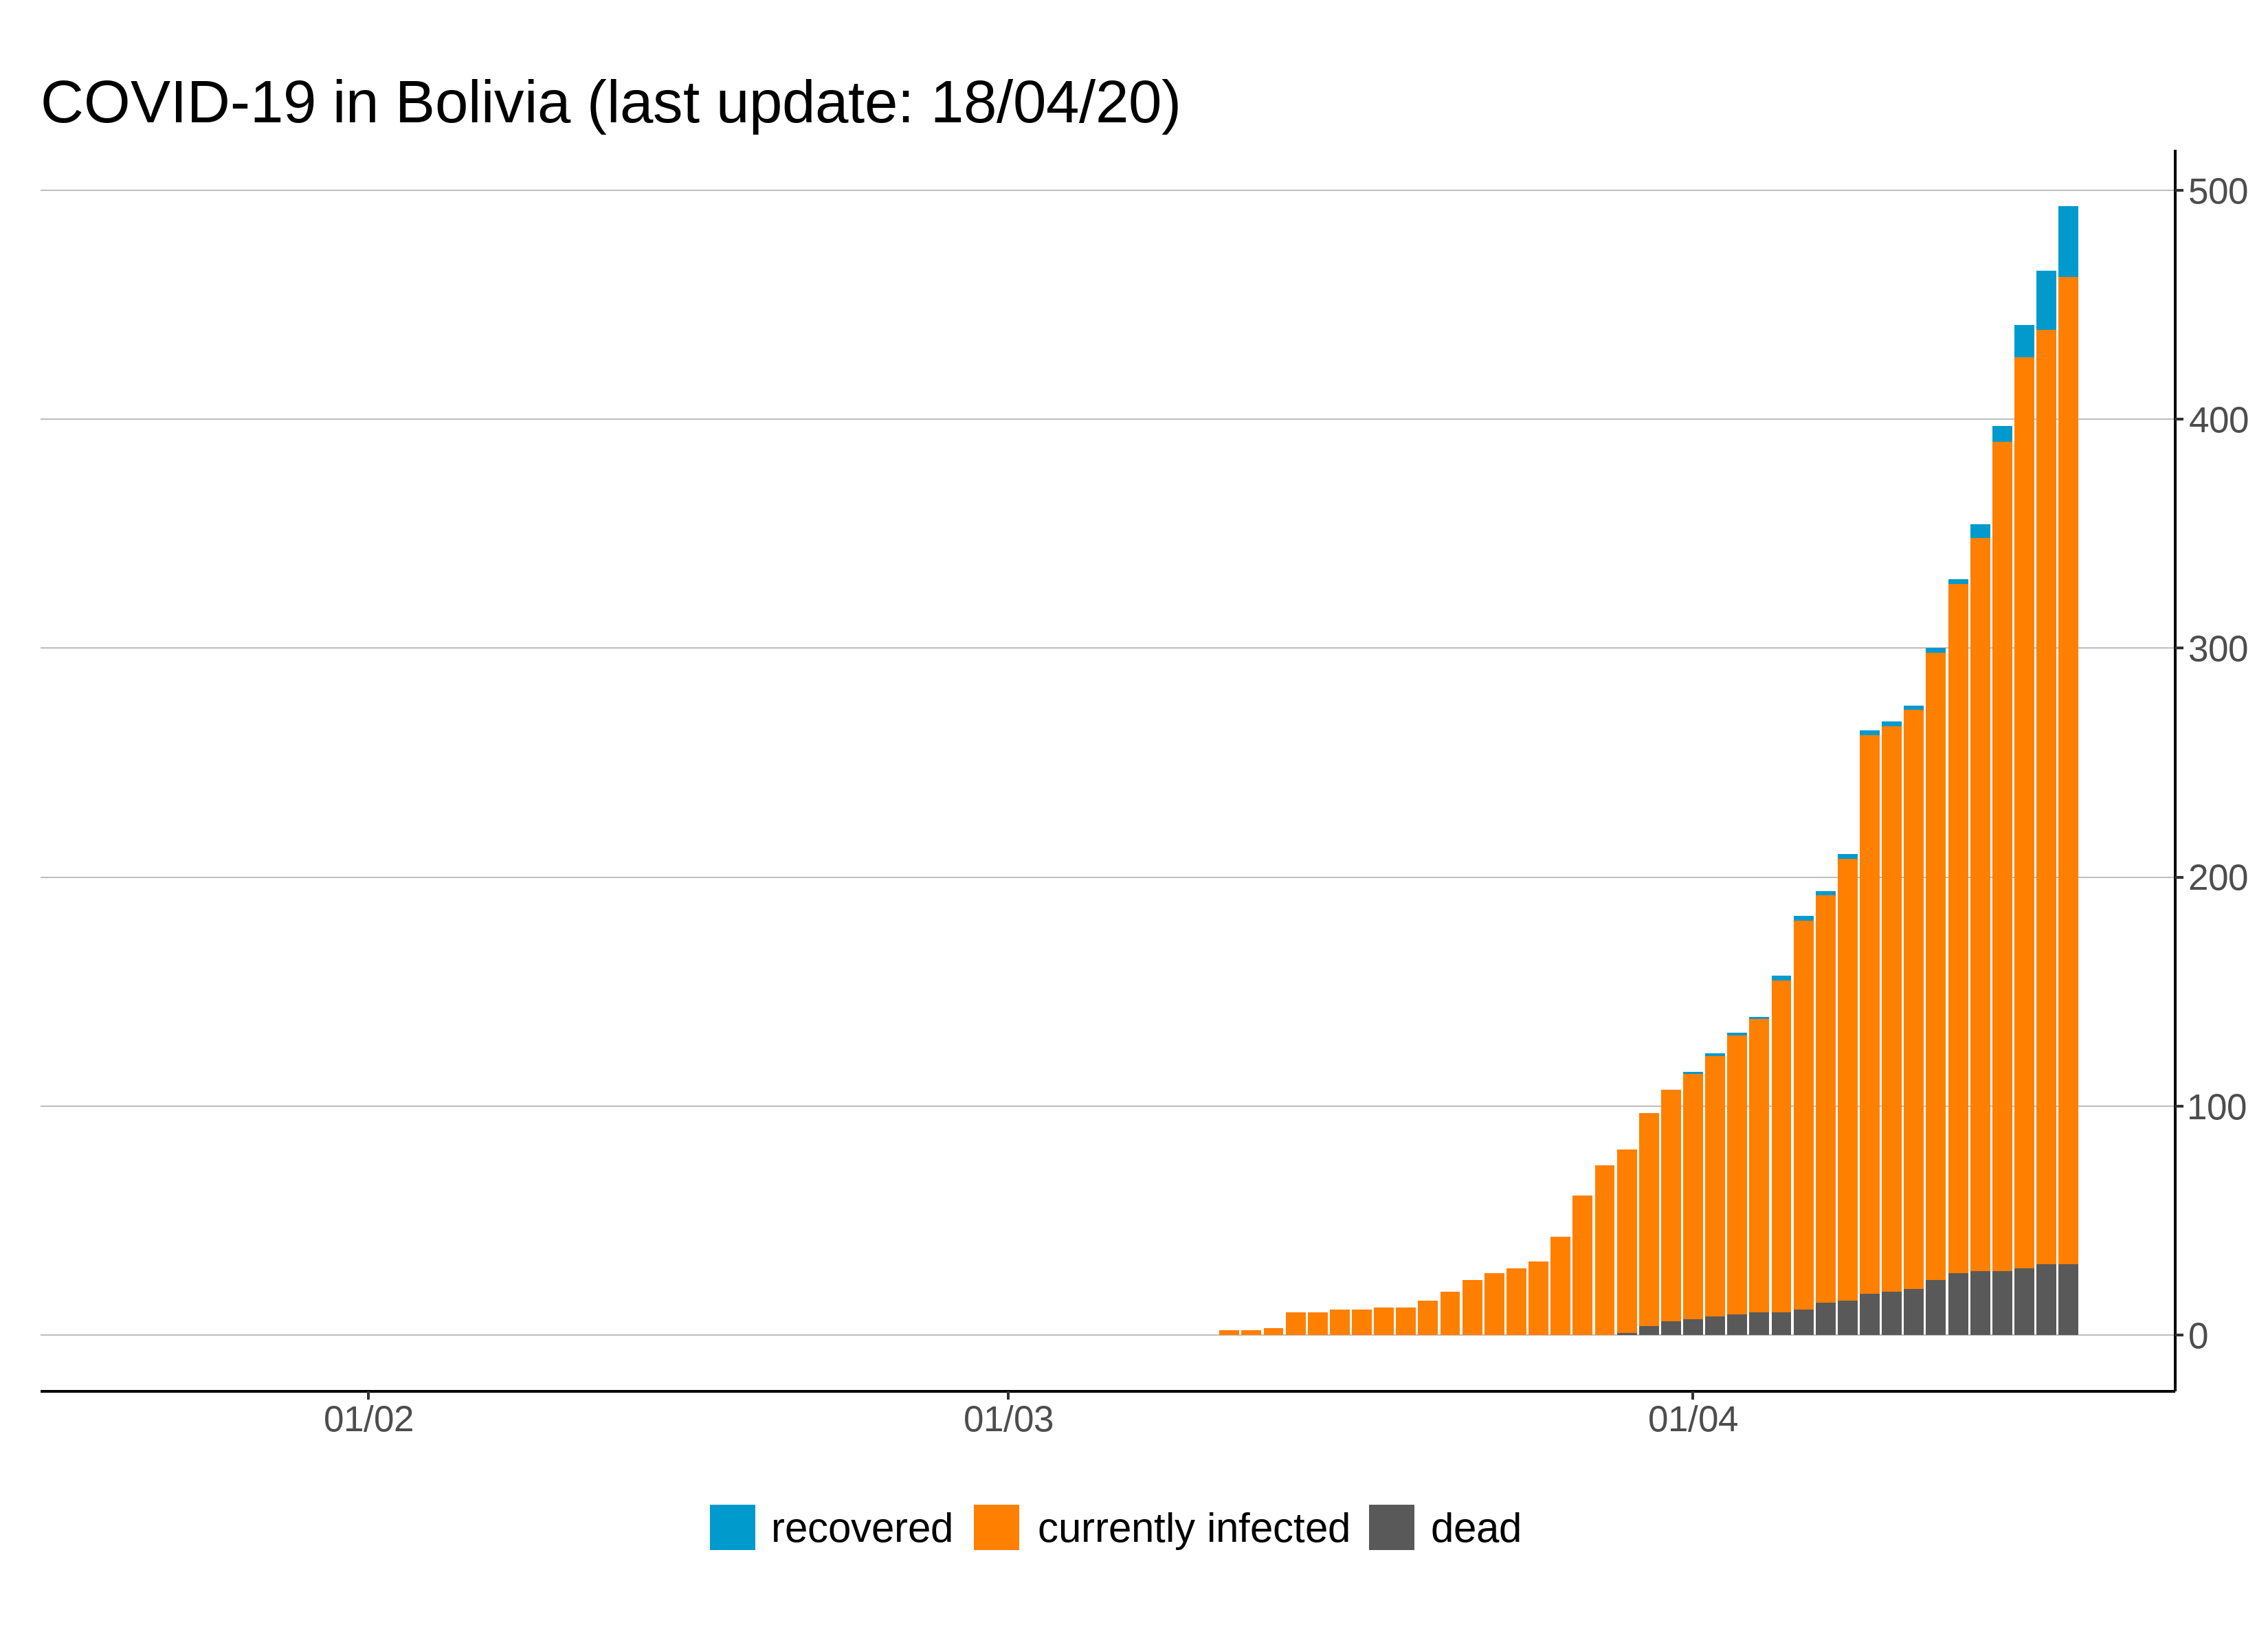 COVID-19 in Bolivia (last update: 18/04/20)
500
400
300
200
100
0
01/02 01/03 01/04
recovered currently infected dead